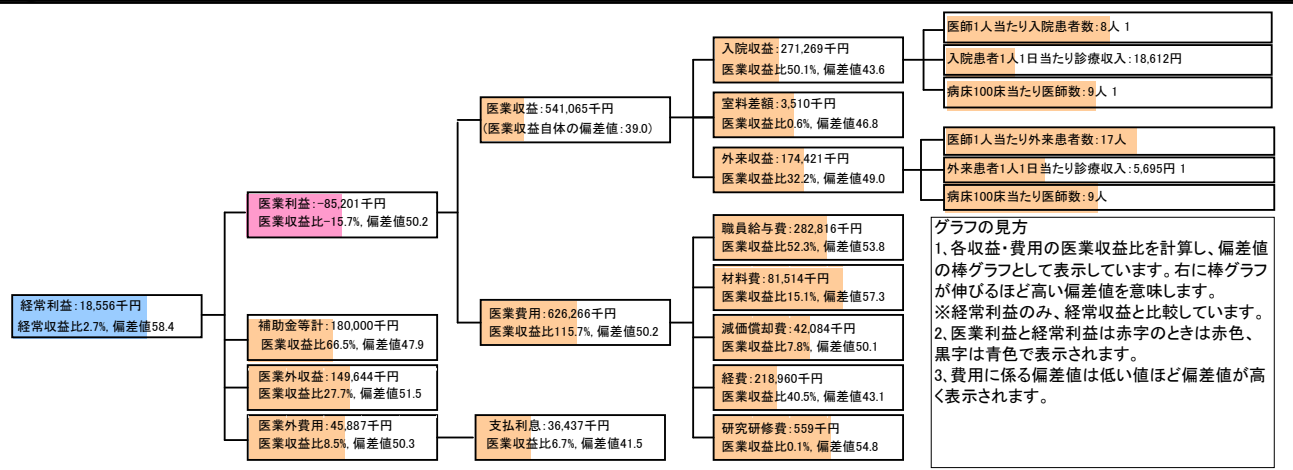 経常利益:18,556千円
経常収益比2.7%, 偏差値58.4
医業利益:-85,201千円
医業収益比-15.7%, 偏差値50.2
補助金等計:180,000千円
医業収益比66.5%, 偏差値47.9
医業外収益:149,644千円
医業収益比27.7%, 偏差値51.5
医業外費用:45,887千円
医業収益比8.5%, 偏差値50.3
医業収益:541,065千円
(医業収益自体の偏差値:39.0)
医業費用:626,266千円
医業収益比115.7%, 偏差値50.2
支払利息:36,437千円
医業収益比6.7%, 偏差値41.5
入院収益:271,269千円
医業収益比50.1%, 偏差値43.6
室料差額:3,510千円
医業収益比0.6%, 偏差値46.8
外来収益:174,421千円
医業収益比32.2%, 偏差値49.0
職員給与費:282,816千円
医業収益比52.3%, 偏差値53.8
材料費:81,514千円
医業収益比15.1%, 偏差値57.3
減価償却費:42,084千円
医業収益比7.8%, 偏差値50.1
経費:218,960千円
医業収益比40.5%, 偏差値43.1
研究研修費:559千円
医業収益比0.1%, 偏差値54.8
医師1人当たり入院患者数:8人 1
入院患者1人1日当たり診療収入:18,612円
病床100床当たり医師数:9人 1
医師1人当たり外来患者数:17人
外来患者1人1日当たり診療収入:5,695円 1
病床100床当たり医師数:9人
グラフの見方
1、各収益・費用の医業収益比を計算し、偏差値
の棒グラフとして表示しています。右に棒グラフ
が伸びるほど高い偏差値を意味します。
※経常利益のみ、経常収益と比較しています。
2、医業利益と経常利益は赤字のときは赤色、
黒字は青色で表示されます。
3、費用に係る偏差値は低い値ほど偏差値が高
く表示されます。